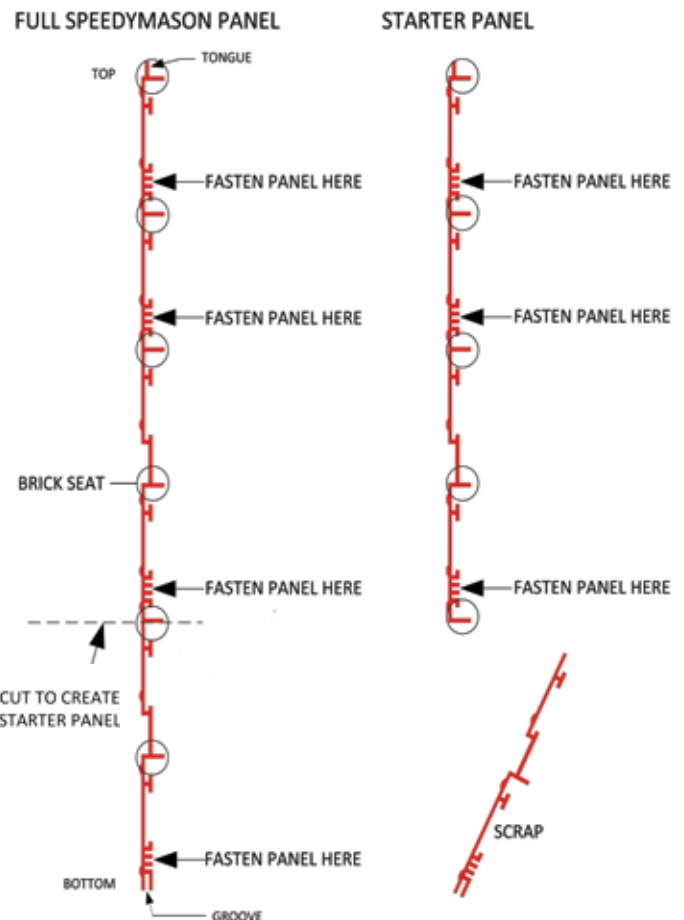 FULL SPEEDYMASON PANEL
STARTER PANEL
TONGUE
TOP
FASTEN PANEL HERE
FASTEN PANEL HERE
FASTEN PANEL HERE
FASTEN PANEL HERE
BRICK SEAT
FASTEN PANEL HERE
FASTEN PANEL HERE
CUT TO CREATE
STARTER PANEL
SCRAP
FASTEN PANEL HERE
BOTTOM
GROOVE